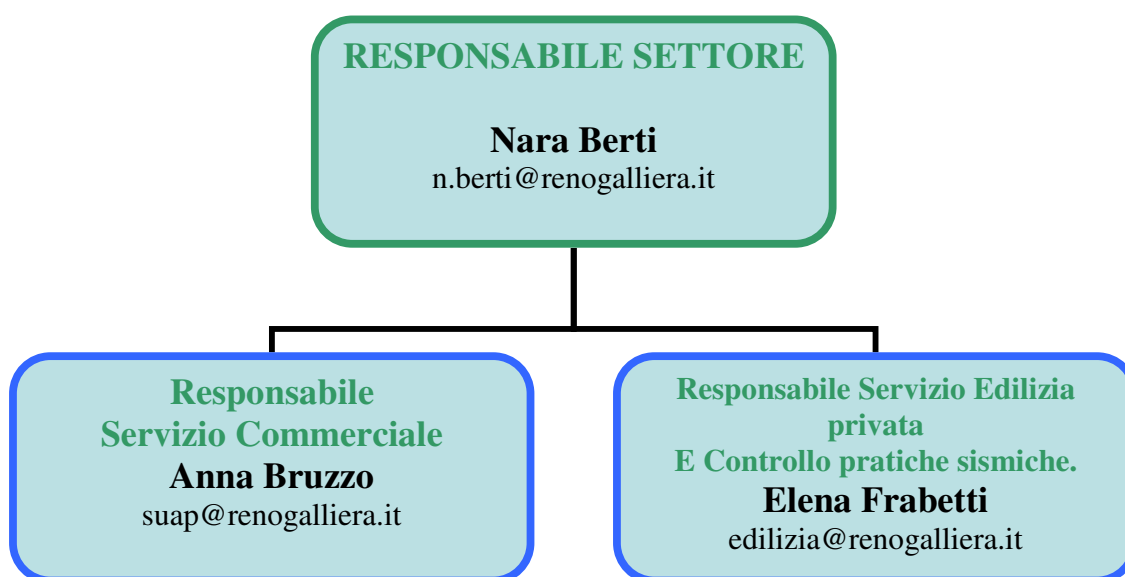 RESPONSABILE SETTORE
Nara Berti
n.berti@renogalliera.it
Responsabile
Servizio Commerciale
Anna Bruzzo
suap@renogalliera.it
Responsabile Servizio Edilizia
privata
E Controllo pratiche sismiche.
Elena Frabetti
edilizia@renogalliera.it